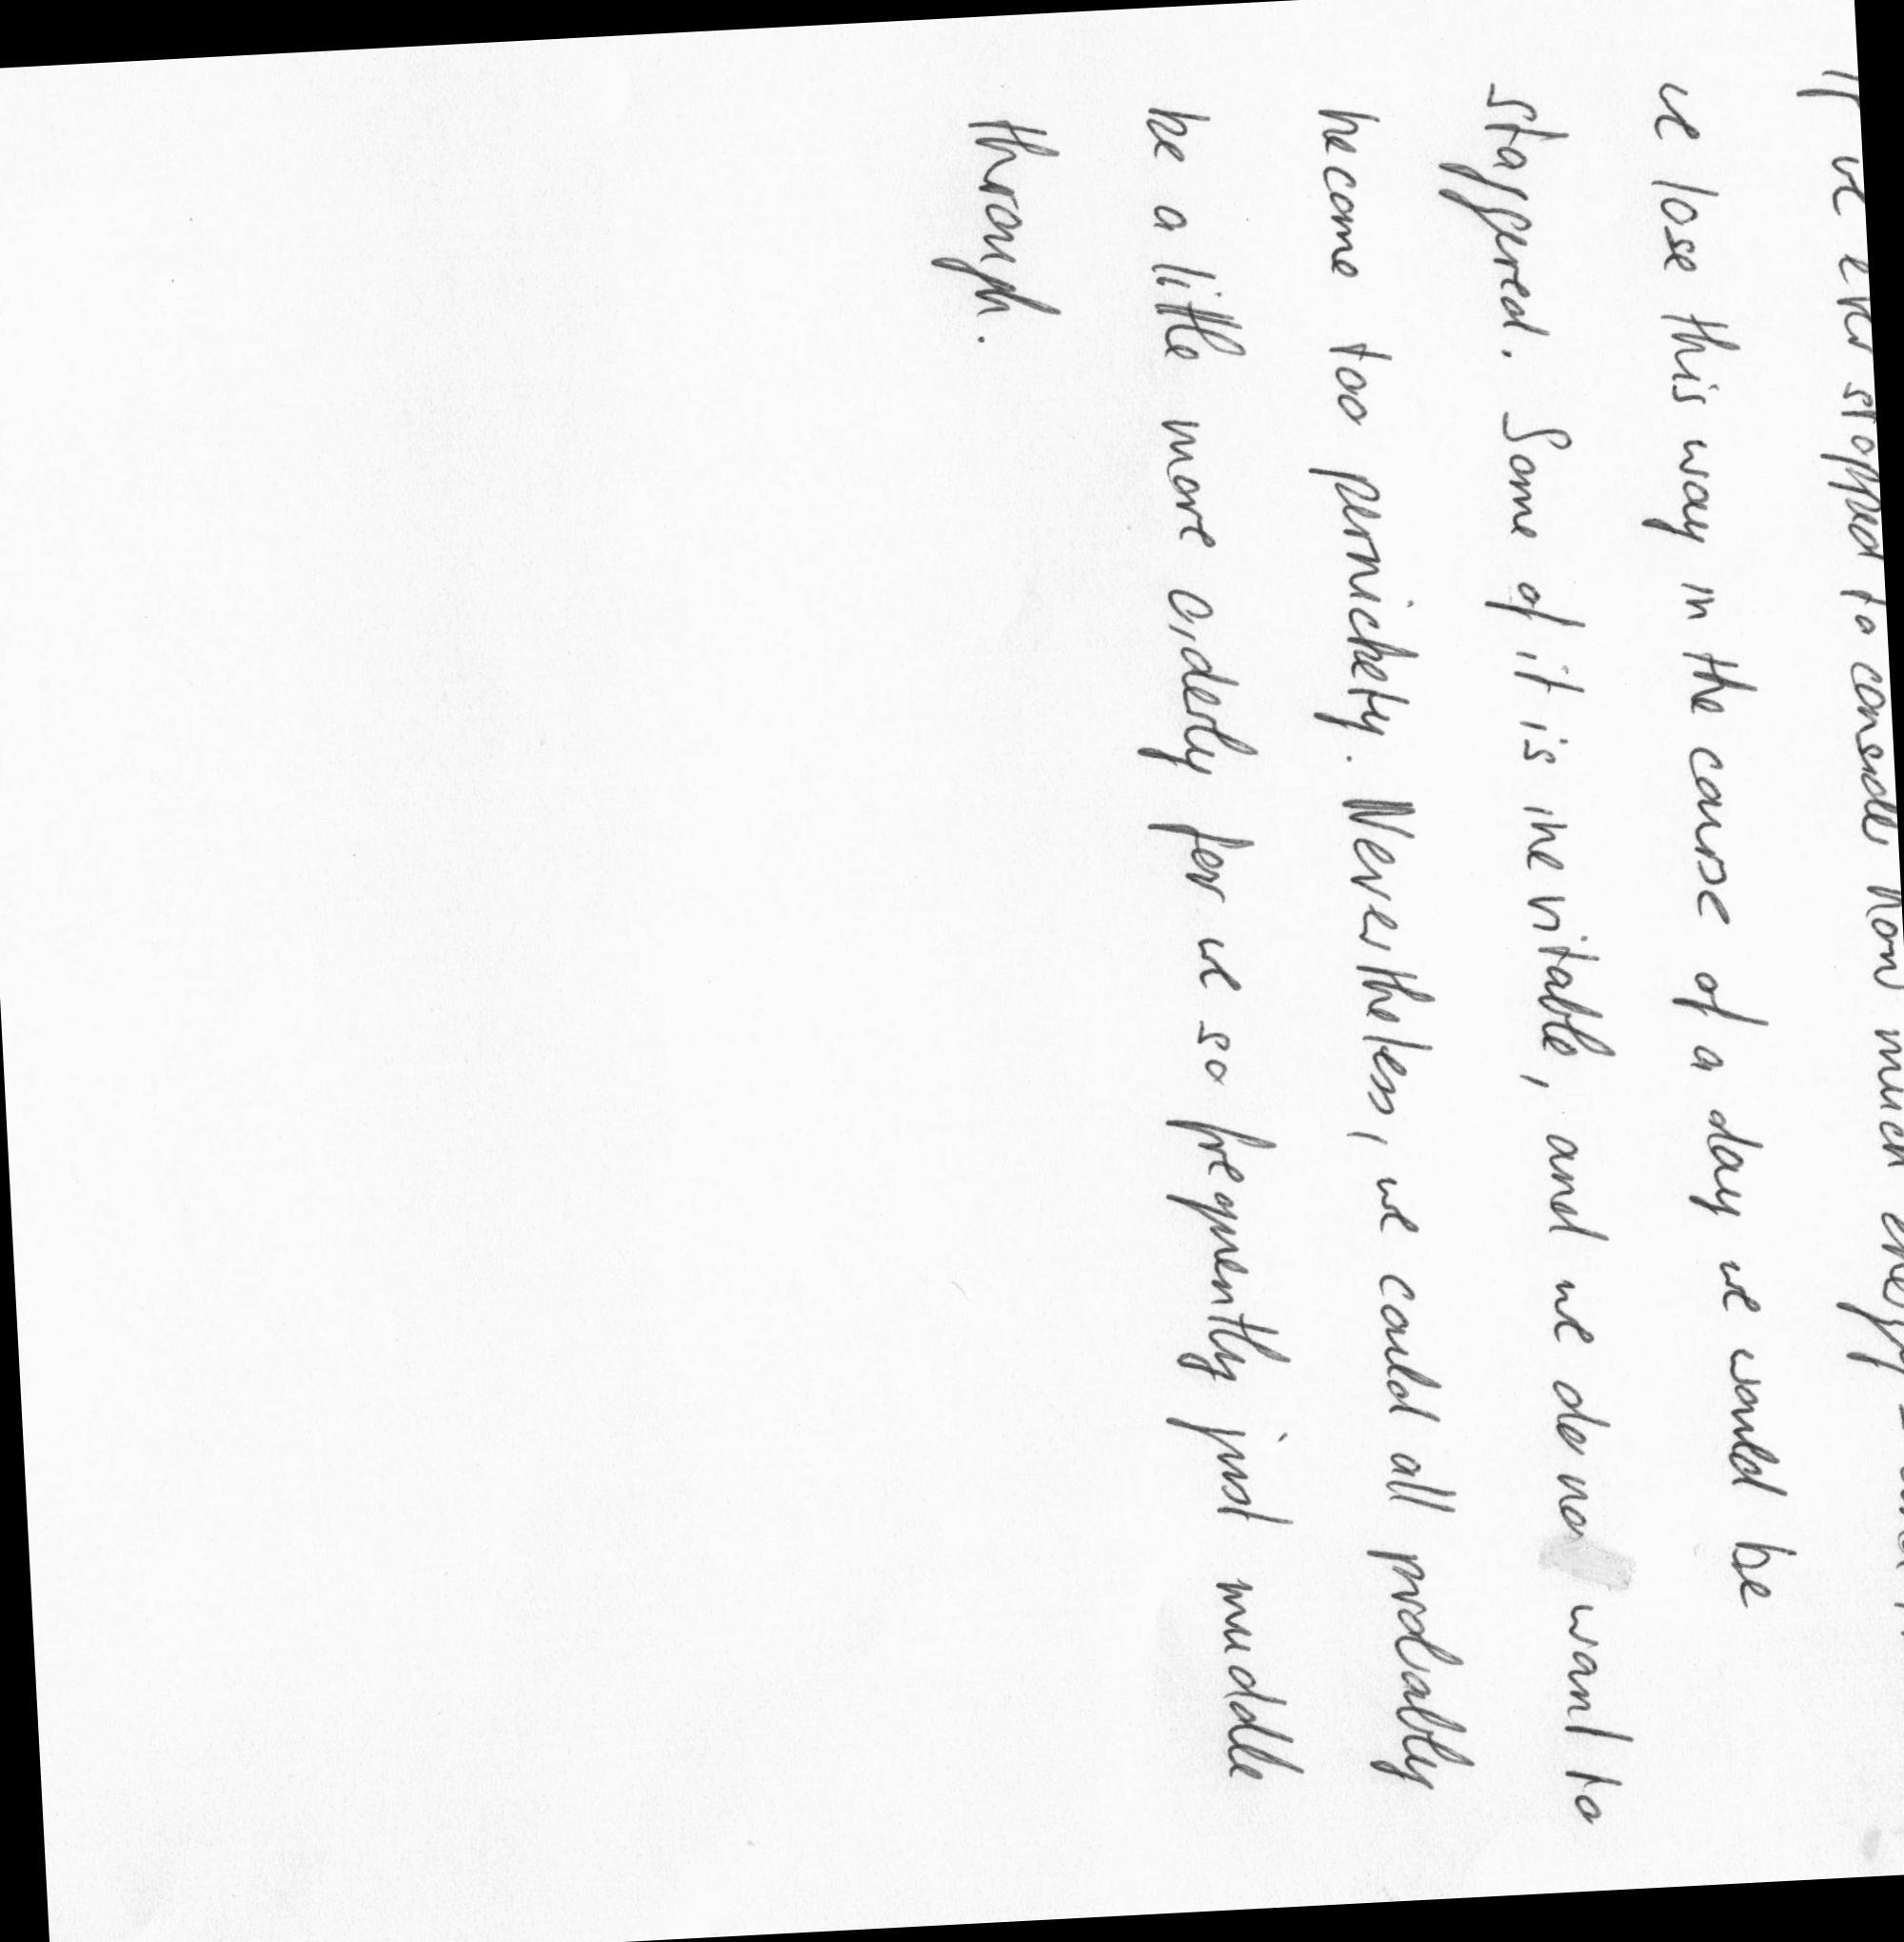 If we ever stopped to consider how much energy -
we lose this way in the course of a day we would be
staggered. Some of it is inevitable, and we do no want to
become too pernickety. Nevertheless, we could all probably
be a little more orderly for we so frequently just muddle
through.